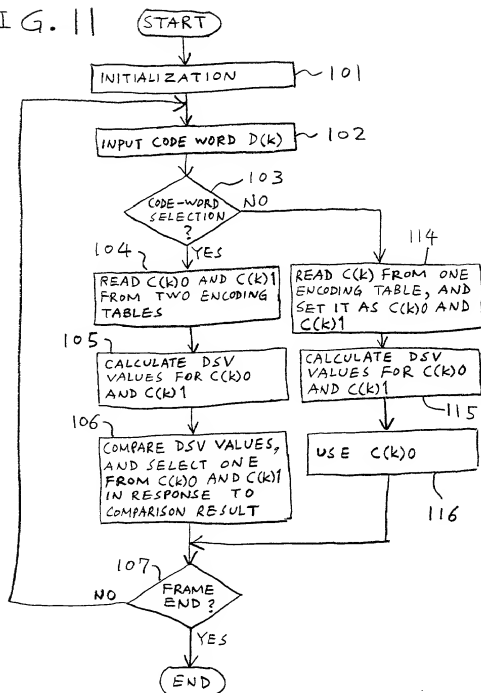 FIG. 11
START
INITIALIZATION
101
INPUT CODE WORD D(k)
102
103
CODE-WORD
SELECTION
?
NO
YES
104
READ C(k)0 AND C(k)1
FROM TWO ENCODING
TABLES
114
READ C(k) FROM ONE
ENCODING TABLE, AND
SET IT AS C(k)0 AND
C(k)1
105
CALCULATE DSV
VALUES FOR C(k)0
AND C(k)1
CALCULATE DSV
VALUES FOR C(k)0
AND C(k)1
115
106
COMPARE DSV VALUES,
AND SELECT ONE
FROM C(k)0 AND C(k)1
IN RESPONSE TO
COMPARISON RESULT
USE C(k)0
116
107
FRAME
END ?
NO
YES
END